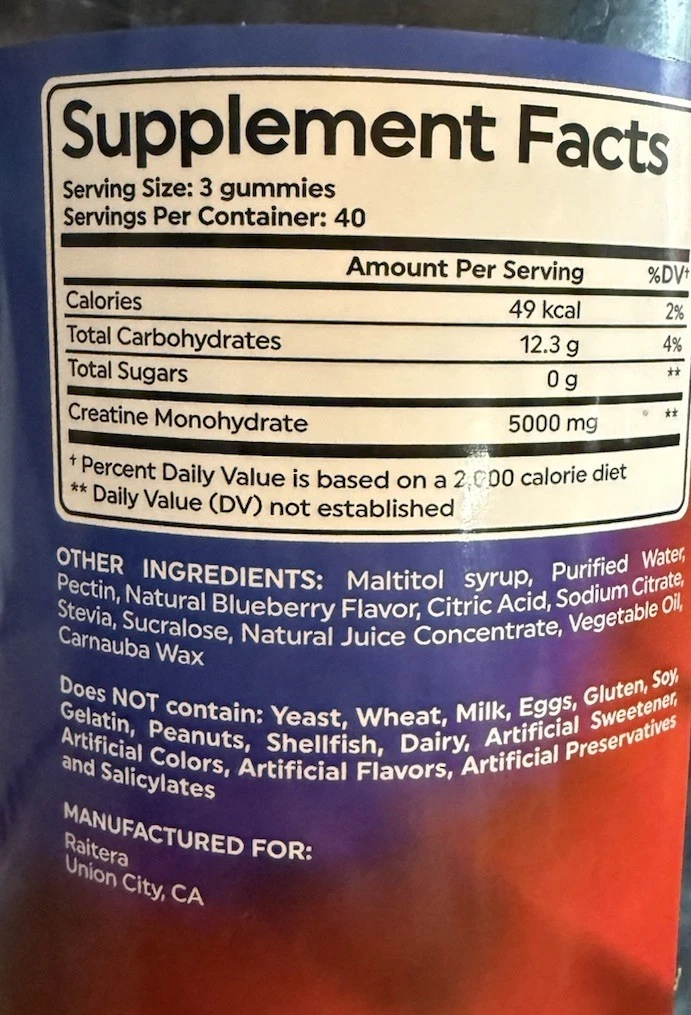 Supplement Facts
Serving Size: 3 gummies
Servings Per Container: 40
Amount Per Serving %DV†
Calories 49 kcal 2%
Total Carbohydrates 12.3 g 4%
Total Sugars 0 g **
Creatine Monohydrate 5000 mg **
† Percent Daily Value is based on a 2,000 calorie diet
** Daily Value (DV) not established
OTHER INGREDIENTS: Maltitol syrup, Purified Water,
Pectin, Natural Blueberry Flavor, Citric Acid, Sodium Citrate,
Stevia, Sucralose, Natural Juice Concentrate, Vegetable Oil,
Carnauba Wax
Does NOT contain: Yeast, Wheat, Milk, Eggs, Gluten, Soy,
Gelatin, Peanuts, Shellfish, Dairy, Artificial Sweetener,
Artificial Colors, Artificial Flavors, Artificial Preservatives
and Salicylates
MANUFACTURED FOR:
Raitera
Union City, CA